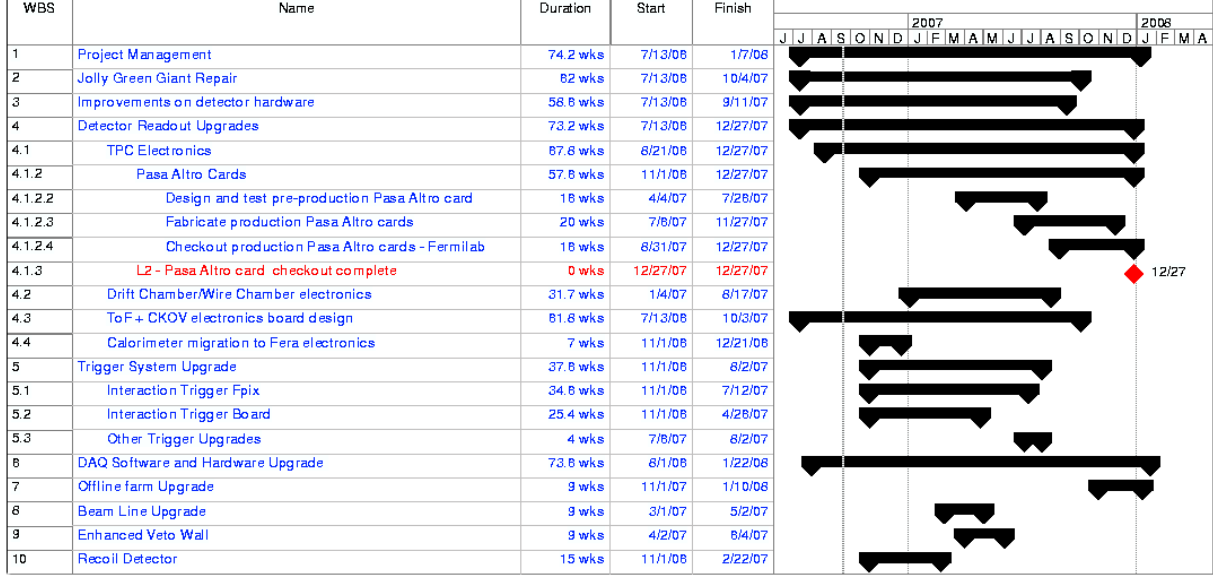 WBS Name Duration Start Finish
2007 2008
J J A S O N D J F M A M J J A S O N D J F M A
1 Project Management 74.2 wks 7/13/06 1/7/08
2 Jolly Green Giant Repair 62 wks 7/13/06 10/4/07
3 Improvements on detector hardware 58.6 wks 7/13/06 9/11/07
4 Detector Readout Upgrades 73.2 wks 7/13/06 12/27/07
4.1 TPC Electronics 67.8 wks 8/21/06 12/27/07
4.1.2 Pasa Altro Cards 57.6 wks 11/1/06 12/27/07
4.1.2.2 Design and test pre-production Pasa Altro card 16 wks 4/4/07 7/26/07
4.1.2.3 Fabricate production Pasa Altro cards 20 wks 7/6/07 11/27/07
4.1.2.4 Checkout production Pasa Altro cards - Fermilab 16 wks 8/31/07 12/27/07
4.1.3 L2 - Pasa Altro card checkout complete 0 wks 12/27/07 12/27/07 12/27
4.2 Drift Chamber/Wire Chamber electronics 31.7 wks 1/4/07 8/17/07
4.3 ToF + CKOV electronics board design 61.8 wks 7/13/06 10/3/07
4.4 Calorimeter migration to Fera electronics 7 wks 11/1/06 12/21/06
5 Trigger System Upgrade 37.6 wks 11/1/06 8/2/07
5.1 Interaction Trigger Fpix 34.6 wks 11/1/06 7/12/07
5.2 Interaction Trigger Board 25.4 wks 11/1/06 4/26/07
5.3 Other Trigger Upgrades 4 wks 7/6/07 8/2/07
6 DAQ Software and Hardware Upgrade 73.6 wks 8/1/06 1/22/08
7 Offline farm Upgrade 9 wks 11/1/07 1/10/08
8 Beam Line Upgrade 9 wks 3/1/07 5/2/07
9 Enhanced Veto Wall 9 wks 4/2/07 6/4/07
10 Recoil Detector 15 wks 11/1/06 2/22/07